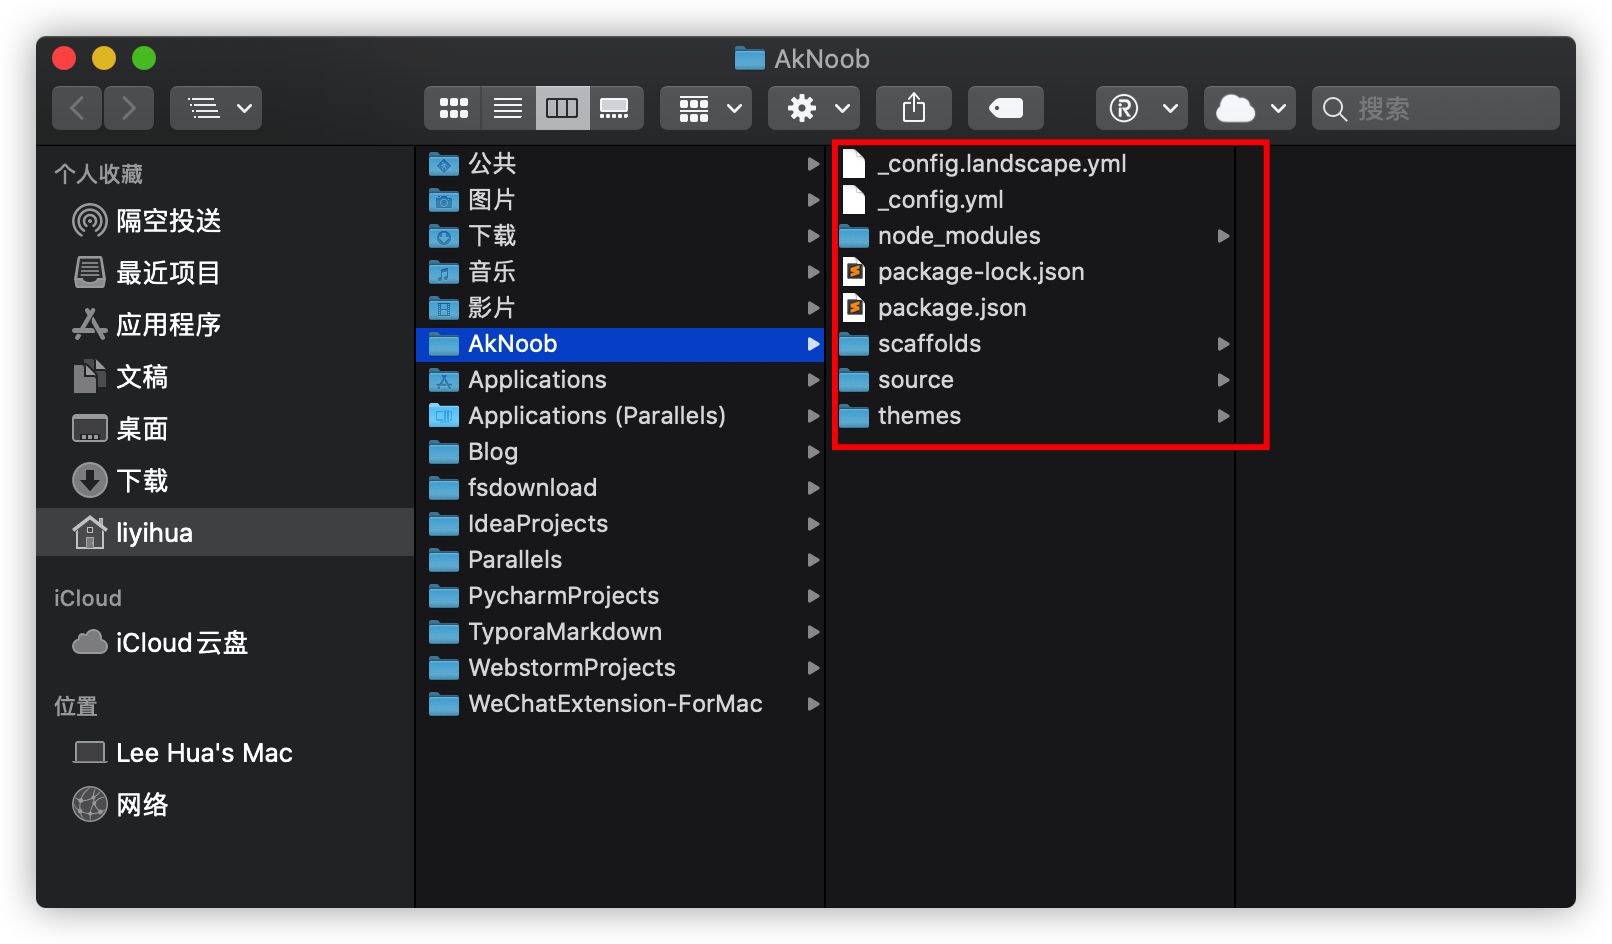 AkNoob
搜索
个人收藏
隔空投送
最近项目
应用程序
文稿
桌面
下载
liyihua
iCloud
iCloud云盘
位置
Lee Hua's Mac
网络
公共
图片
下载
音乐
影片
AkNoob
Applications
Applications (Parallels)
Blog
fsdownload
IdeaProjects
Parallels
PycharmProjects
TyporaMarkdown
WebstormProjects
WeChatExtension-ForMac
_config.landscape.yml
_config.yml
node_modules
package-lock.json
package.json
scaffolds
source
themes